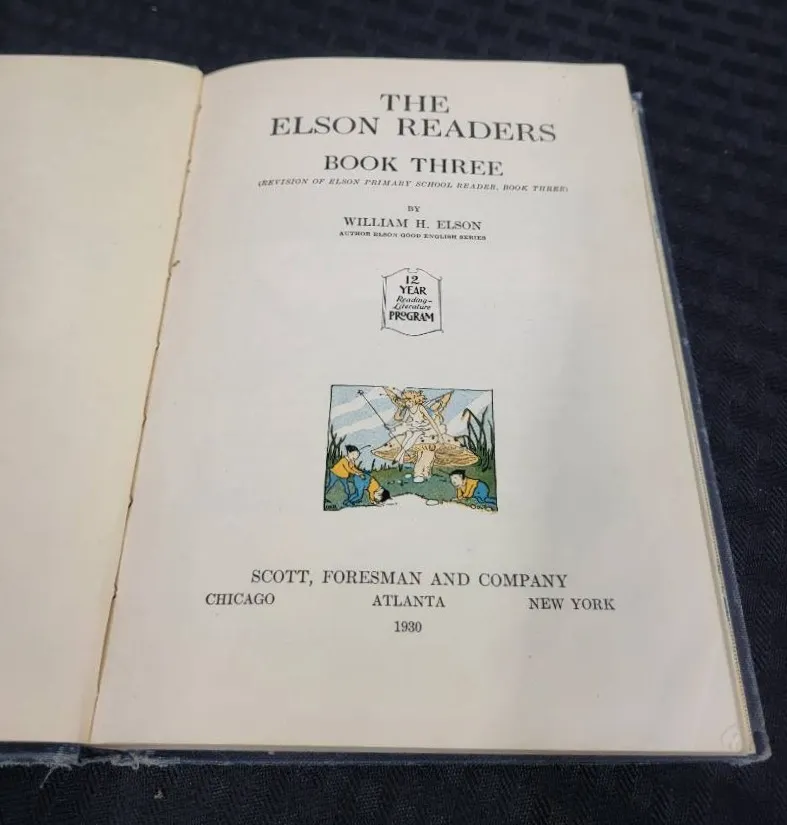 THE
ELSON READERS
BOOK THREE
(REVISION OF ELSON PRIMARY SCHOOL READER, BOOK THREE)
BY
WILLIAM H. ELSON
AUTHOR ELSON GOOD ENGLISH SERIES
12
YEAR
Reading-
Literature
PROGRAM
SCOTT, FORESMAN AND COMPANY
CHICAGO ATLANTA NEW YORK
1930